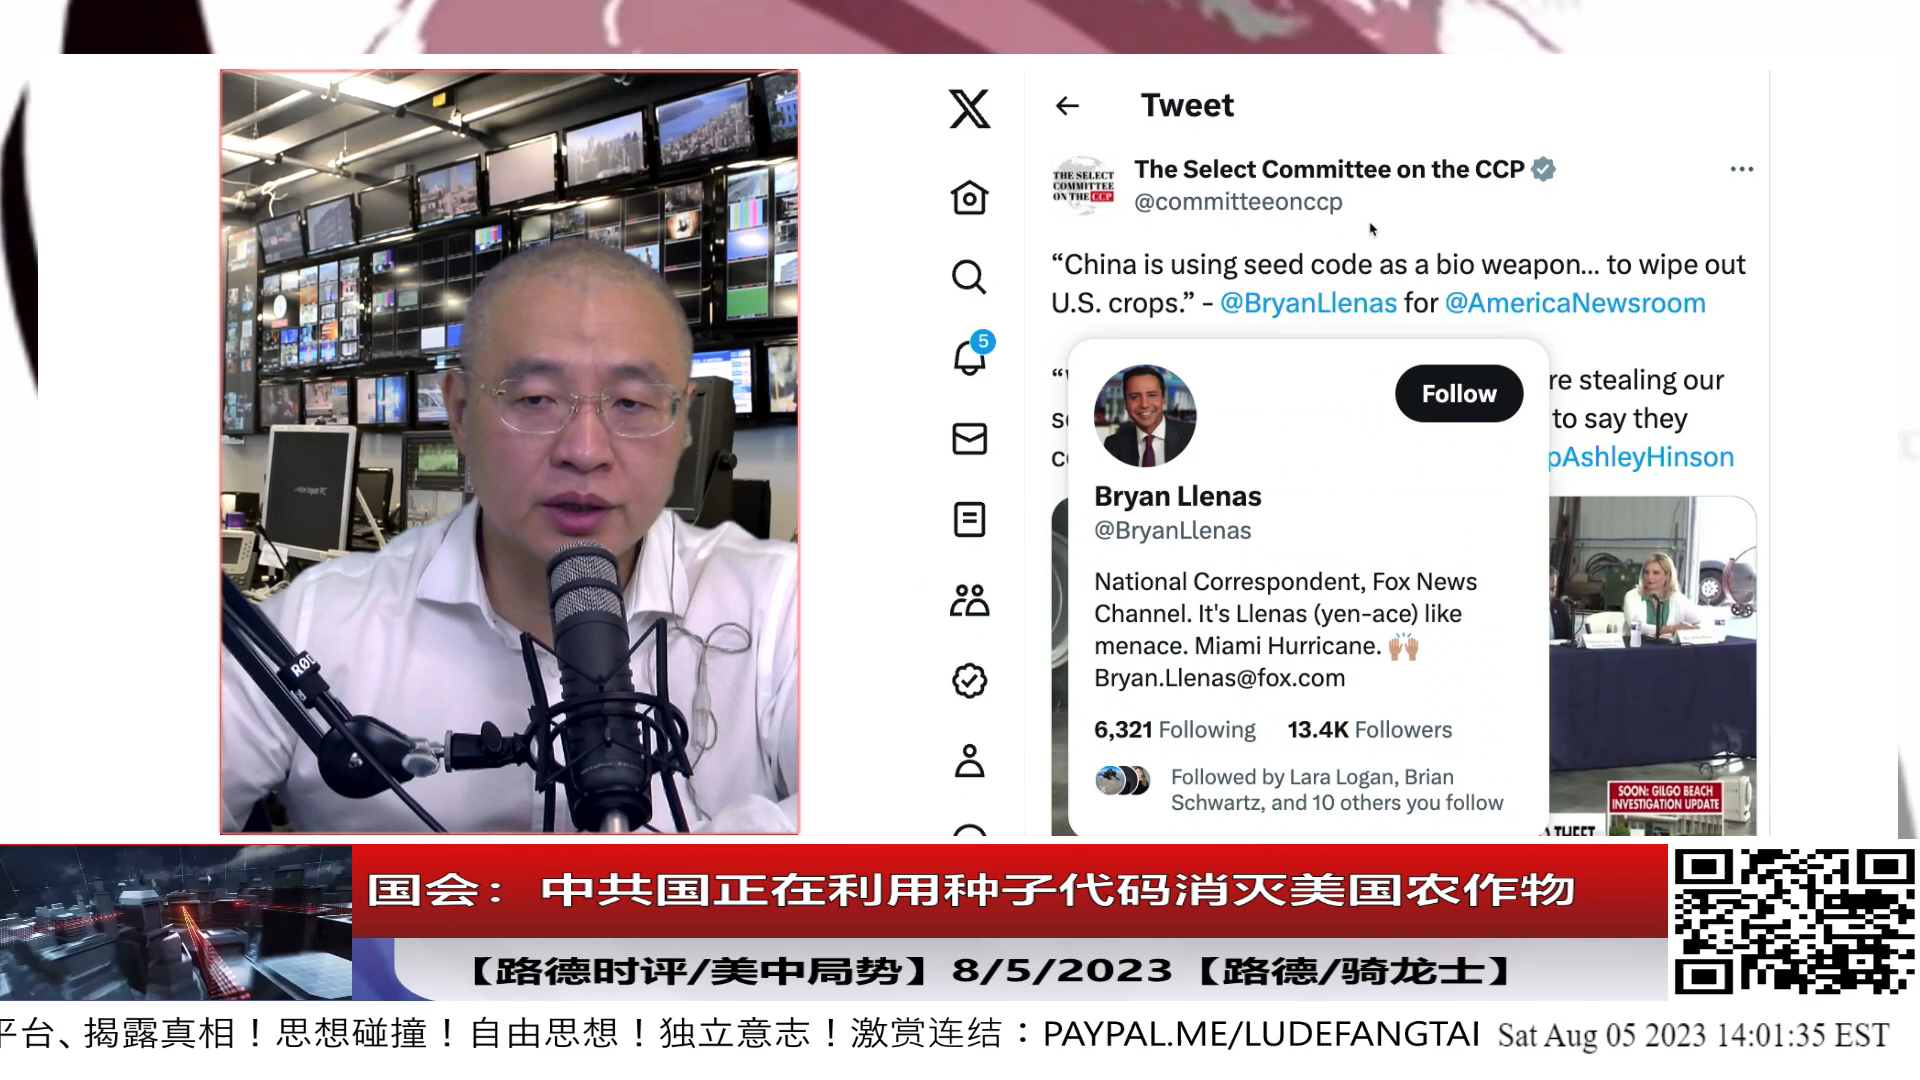 Tweet
THE SELECT
COMMITTEE
ON THE CCP
The Select Committee on the CCP
@committeeonccp
“China is using seed code as a bio weapon... to wipe out
U.S. crops.” - @BryanLlenas for @AmericaNewsroom
5
re stealing our
to say they
pAshleyHinson
Follow
Bryan Llenas
@BryanLlenas
National Correspondent, Fox News
Channel. It's Llenas (yen-ace) like
menace. Miami Hurricane. 🙌🏽
Bryan.Llenas@fox.com
6,321 Following 13.4K Followers
Followed by Lara Logan, Brian
Schwartz, and 10 others you follow
SOON: GILGO BEACH
INVESTIGATION UPDATE
THEFT
RØD
国会：中共国正在利用种子代码消灭美国农作物
【路德时评/美中局势】8/5/2023【路德/骑龙士】
平台、揭露真相！思想碰撞！自由思想！独立意志！激赏连结：PAYPAL.ME/LUDEFANGTAI
Sat Aug 05 2023 14:01:35 EST